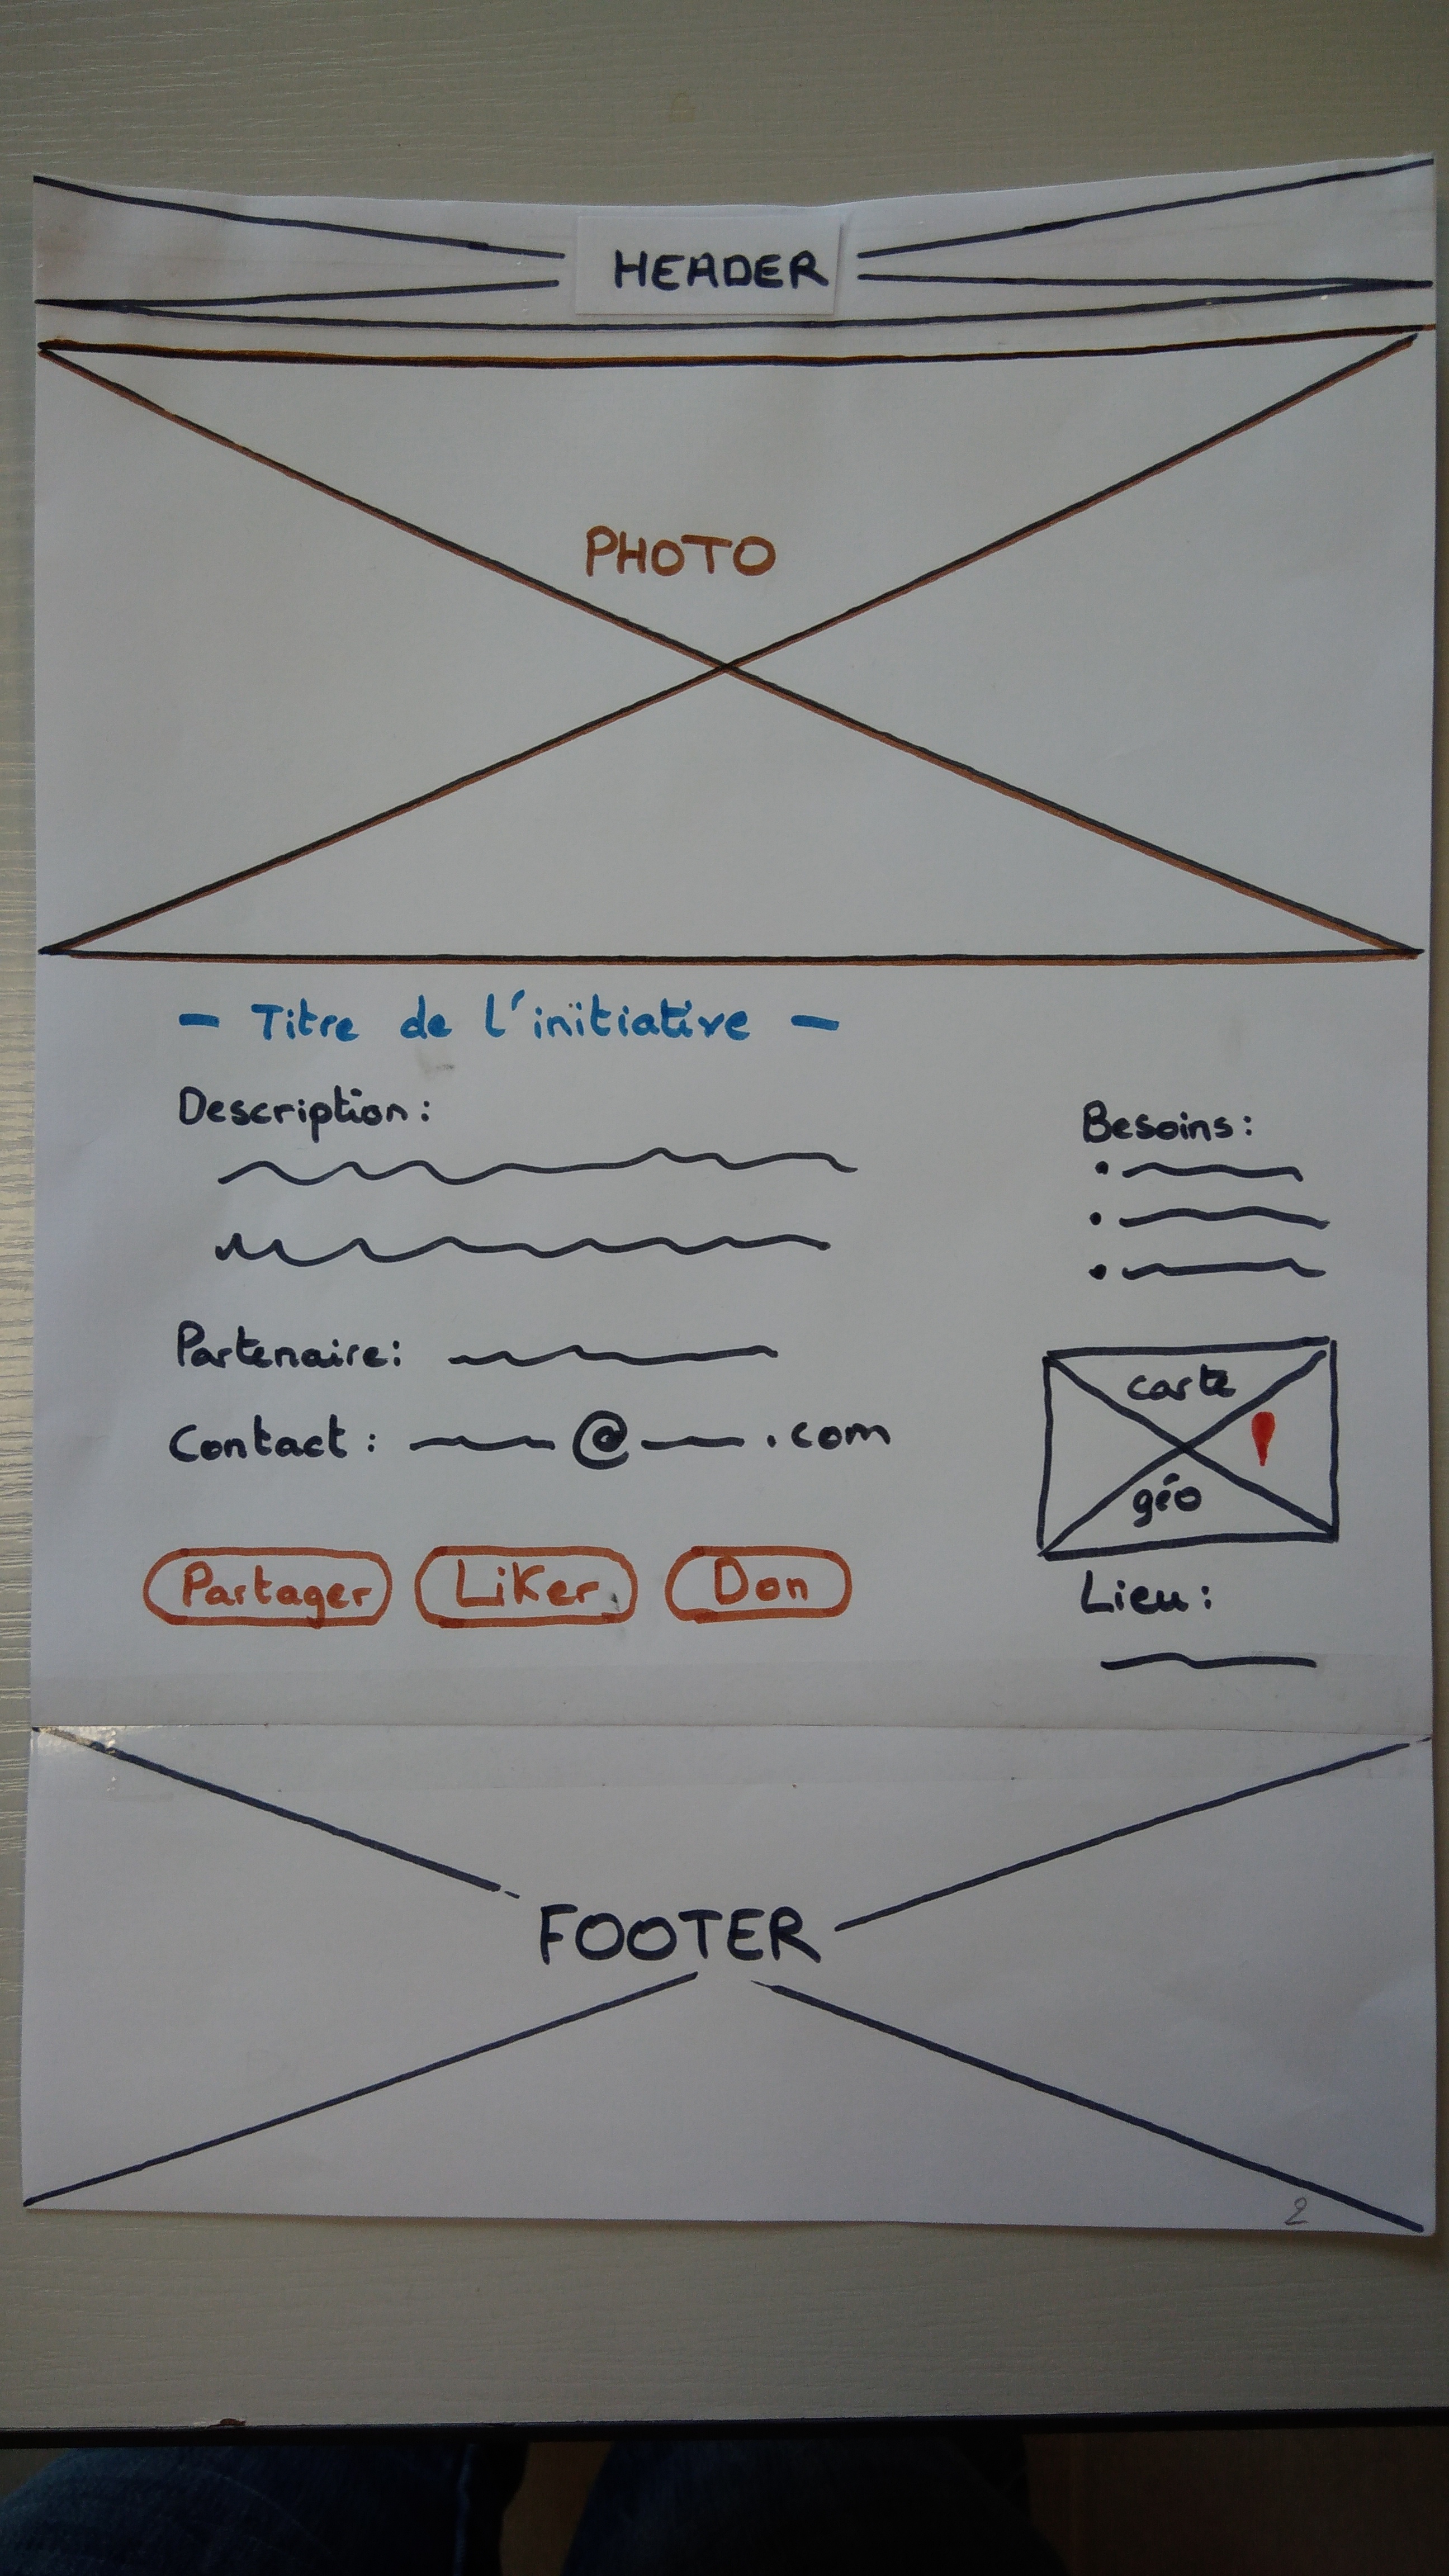 HEADER
PHOTO
- Titre de l'initiative -
Description:
Partenaire:
Contact: @ .com
Partager Liker Don
Besoins:
carte
géo
Lieu:
FOOTER
2